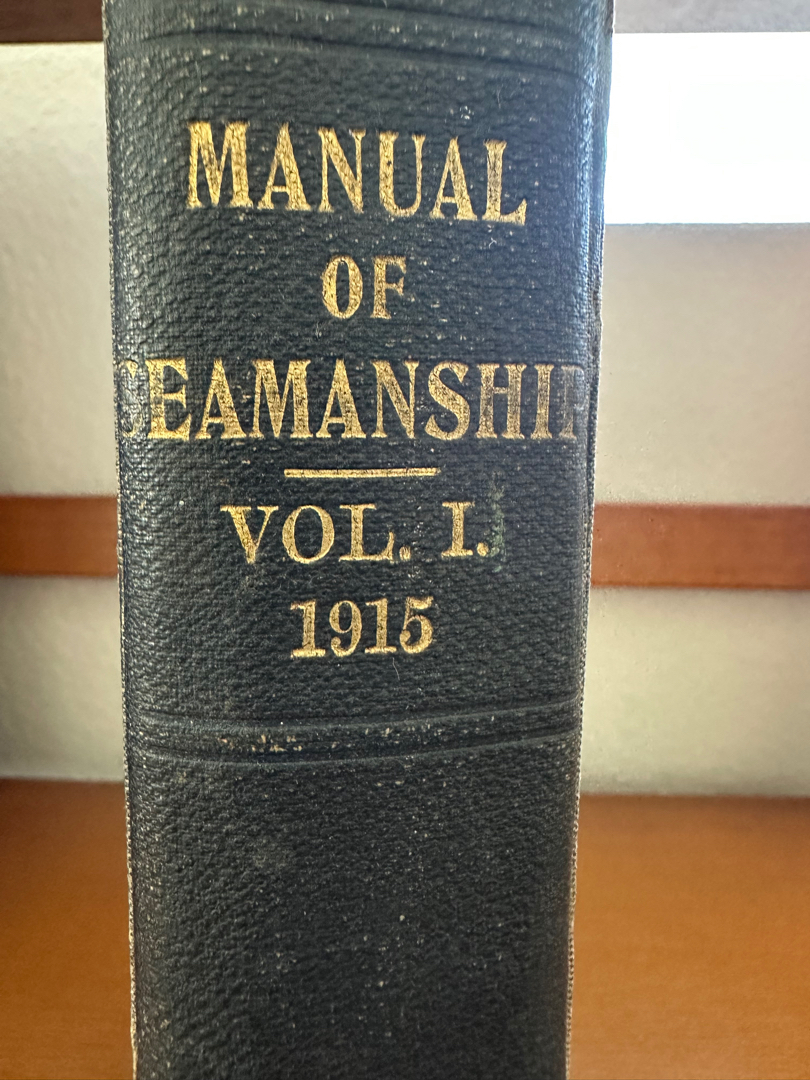 MANUAL
OF
SEAMANSHIP
VOL. I.
1915